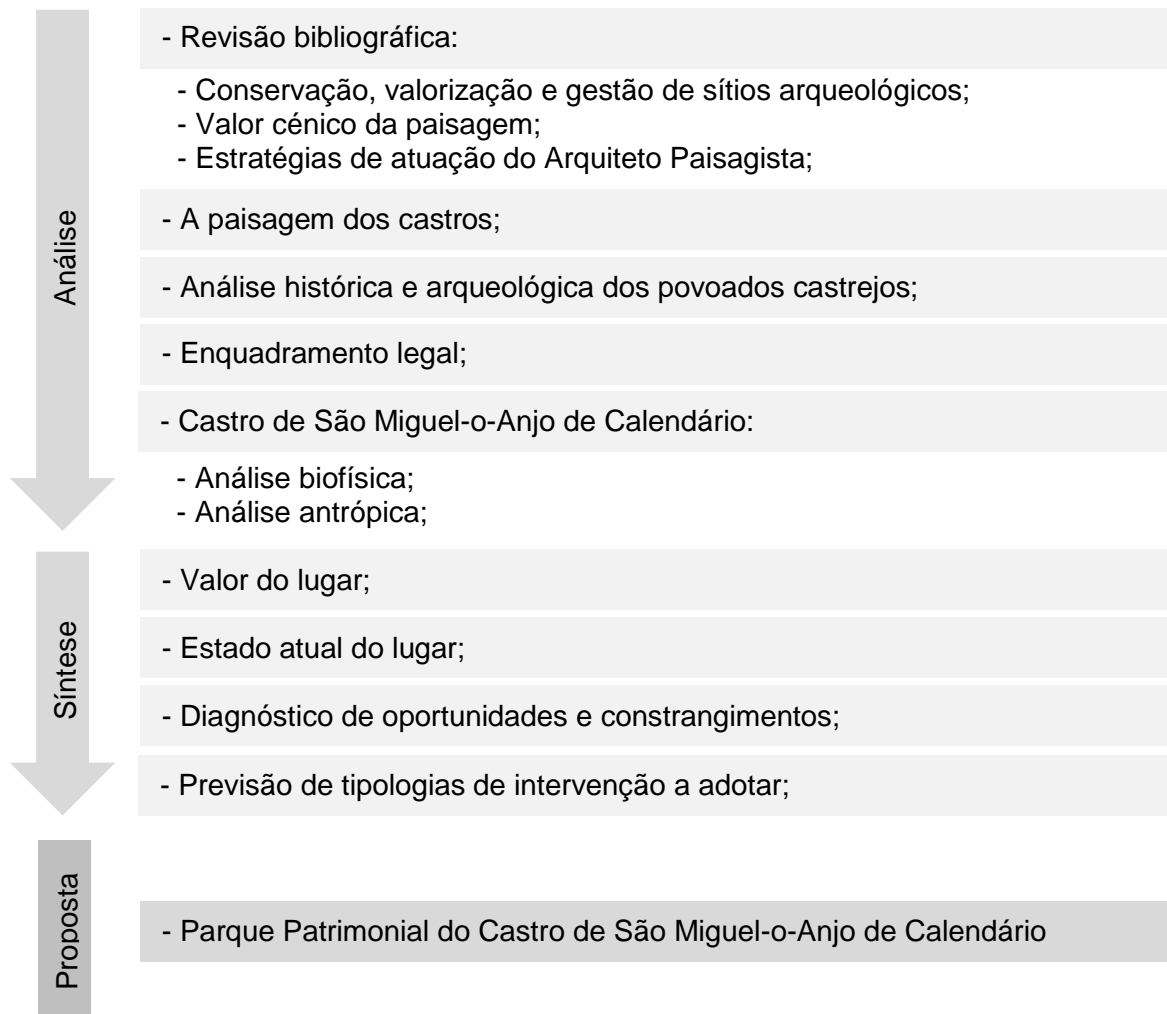 Análise
- Revisão bibliográfica:
- Conservação, valorização e gestão de sítios arqueológicos;
- Valor cénico da paisagem;
- Estratégias de atuação do Arquiteto Paisagista;
- A paisagem dos castros;
- Análise histórica e arqueológica dos povoados castrejos;
- Enquadramento legal;
- Castro de São Miguel-o-Anjo de Calendário:
- Análise biofísica;
- Análise antrópica;
Síntese
- Valor do lugar;
- Estado atual do lugar;
- Diagnóstico de oportunidades e constrangimentos;
- Previsão de tipologias de intervenção a adotar;
Proposta
- Parque Patrimonial do Castro de São Miguel-o-Anjo de Calendário